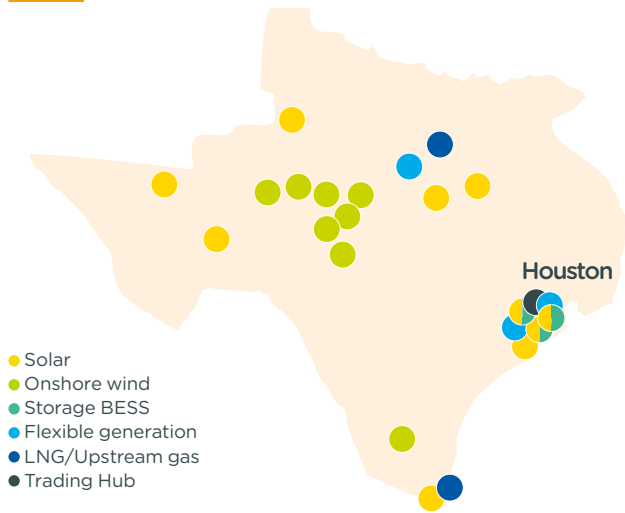 Houston
Solar
Onshore wind
Storage BESS
Flexible generation
LNG/Upstream gas
Trading Hub